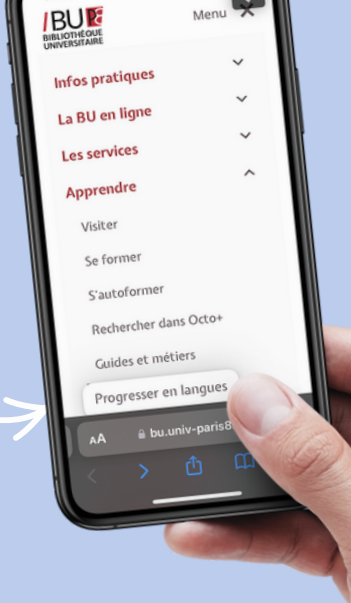 /BUP8
BIBLIOTHÈQUE
UNIVERSITAIRE
Menu
Infos pratiques
La BU en ligne
Les services
Apprendre
Visiter
Se former
S'autoformer
Rechercher dans Octo+
Guides et métiers
Progresser en langues
AA
bu.univ-paris8